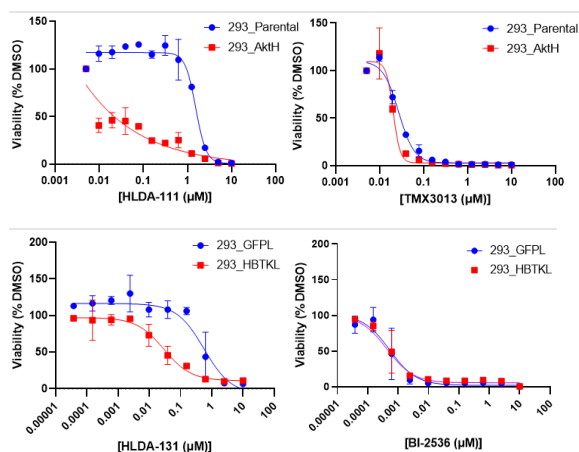 293_Parental
293_AktH
Viability (% DMSO)
150
100
50
0
0.001
0.01
0.1
1
10
100
[HLDA-111 (µM)]
293_Parental
293_AktH
Viability (% DMSO)
150
100
50
0
0.001
0.01
0.1
1
10
100
[TMX3013 (µM)]
293_GFPL
293_HBTKL
Viability (% DMSO)
200
150
100
50
0
0.00001
0.0001
0.001
0.01
0.1
1
10
100
[HLDA-131 (µM)]
293_GFPL
293_HBTKL
Viability (% DMSO)
200
150
100
50
0
0.00001
0.0001
0.001
0.01
0.1
1
10
100
[BI-2536 (µM)]